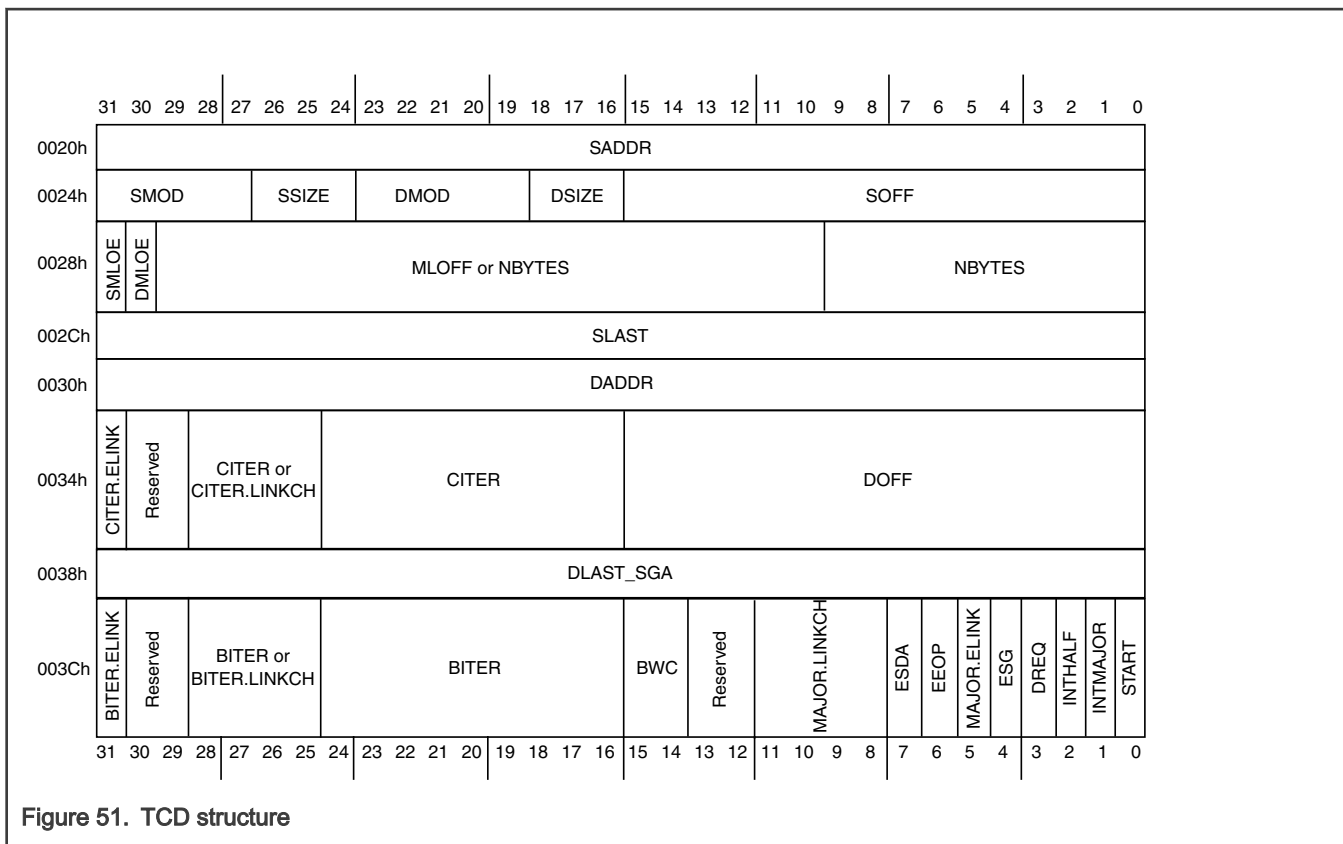 31 30 29 28 27 26 25 24 23 22 21 20 19 18 17 16 15 14 13 12 11 10 9 8 7 6 5 4 3 2 1 0
0020h SADDR
0024h SMOD SSIZE DMOD DSIZE SOFF
0028h SMLOE DMLOE MLOFF or NBYTES NBYTES
002Ch SLAST
0030h DADDR
0034h CITER.ELINK Reserved CITER or
CITER.LINKCH CITER DOFF
0038h DLAST_SGA
003Ch BITER.ELINK Reserved BITER or
BITER.LINKCH BITER BWC Reserved MAJOR.LINKCH ESDA EEOP MAJOR.ELINK ESG DREQ INTHALF INTMAJOR START
31 30 29 28 27 26 25 24 23 22 21 20 19 18 17 16 15 14 13 12 11 10 9 8 7 6 5 4 3 2 1 0
Figure 51. TCD structure